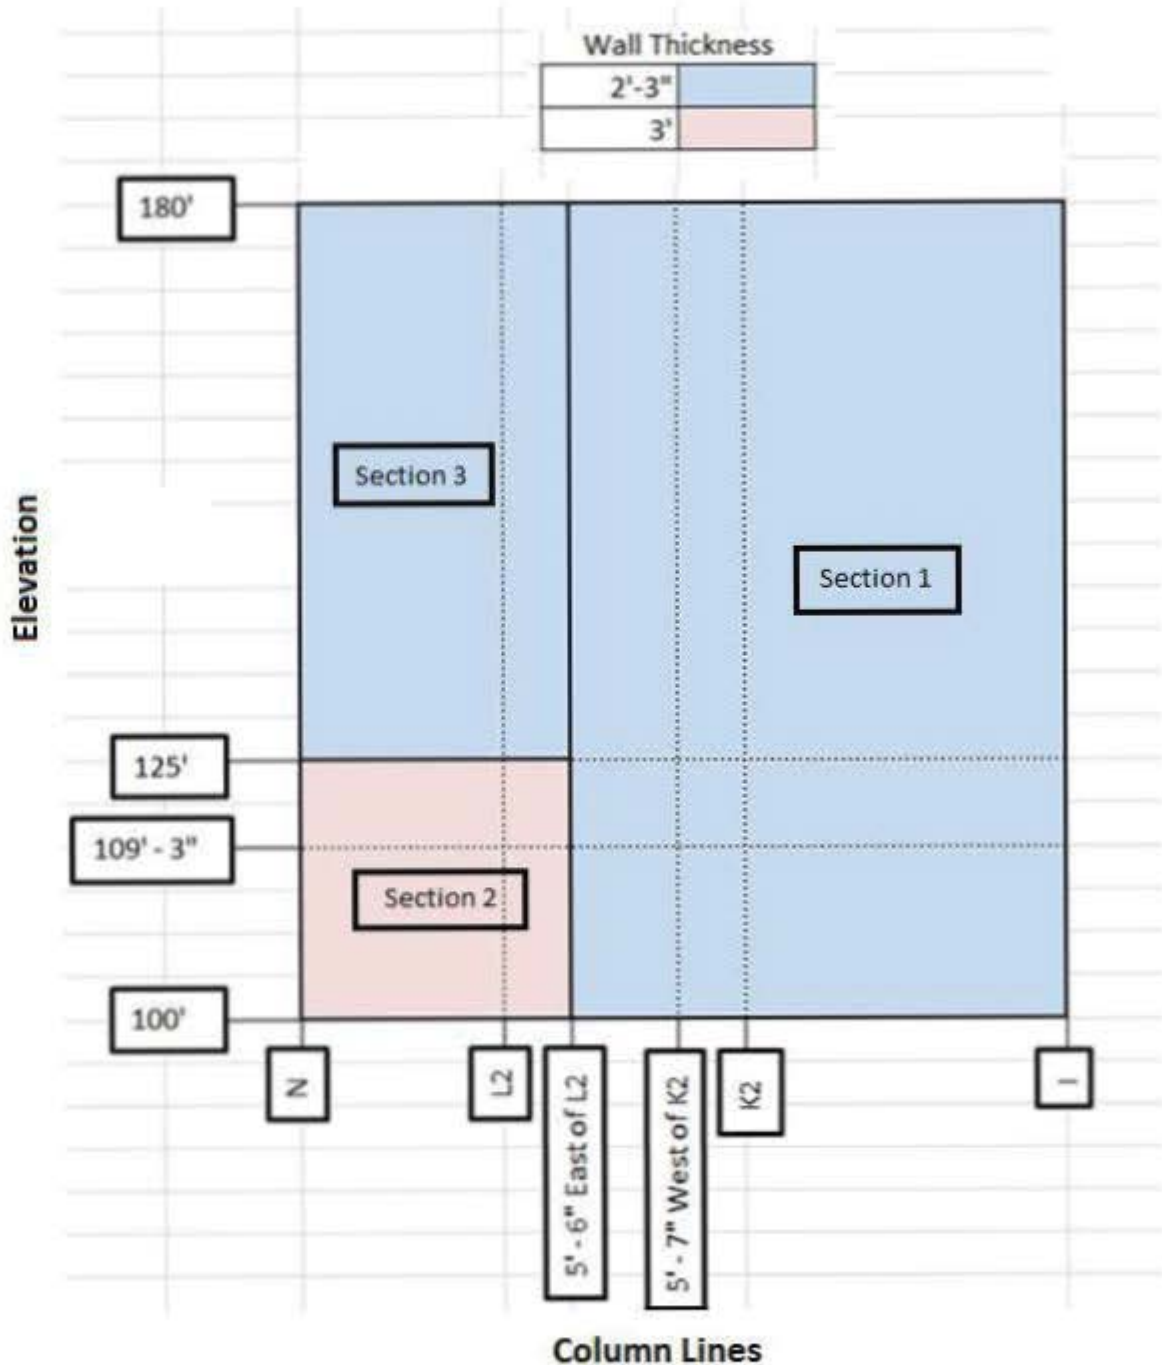 Wall Thickness
2'-3"
3'
180'
Section 3
Section 1
Elevation
125'
109' - 3"
Section 2
100'
N
L2
5' - 6" East of L2
5' - 7" West of K2
K2
I
Column Lines